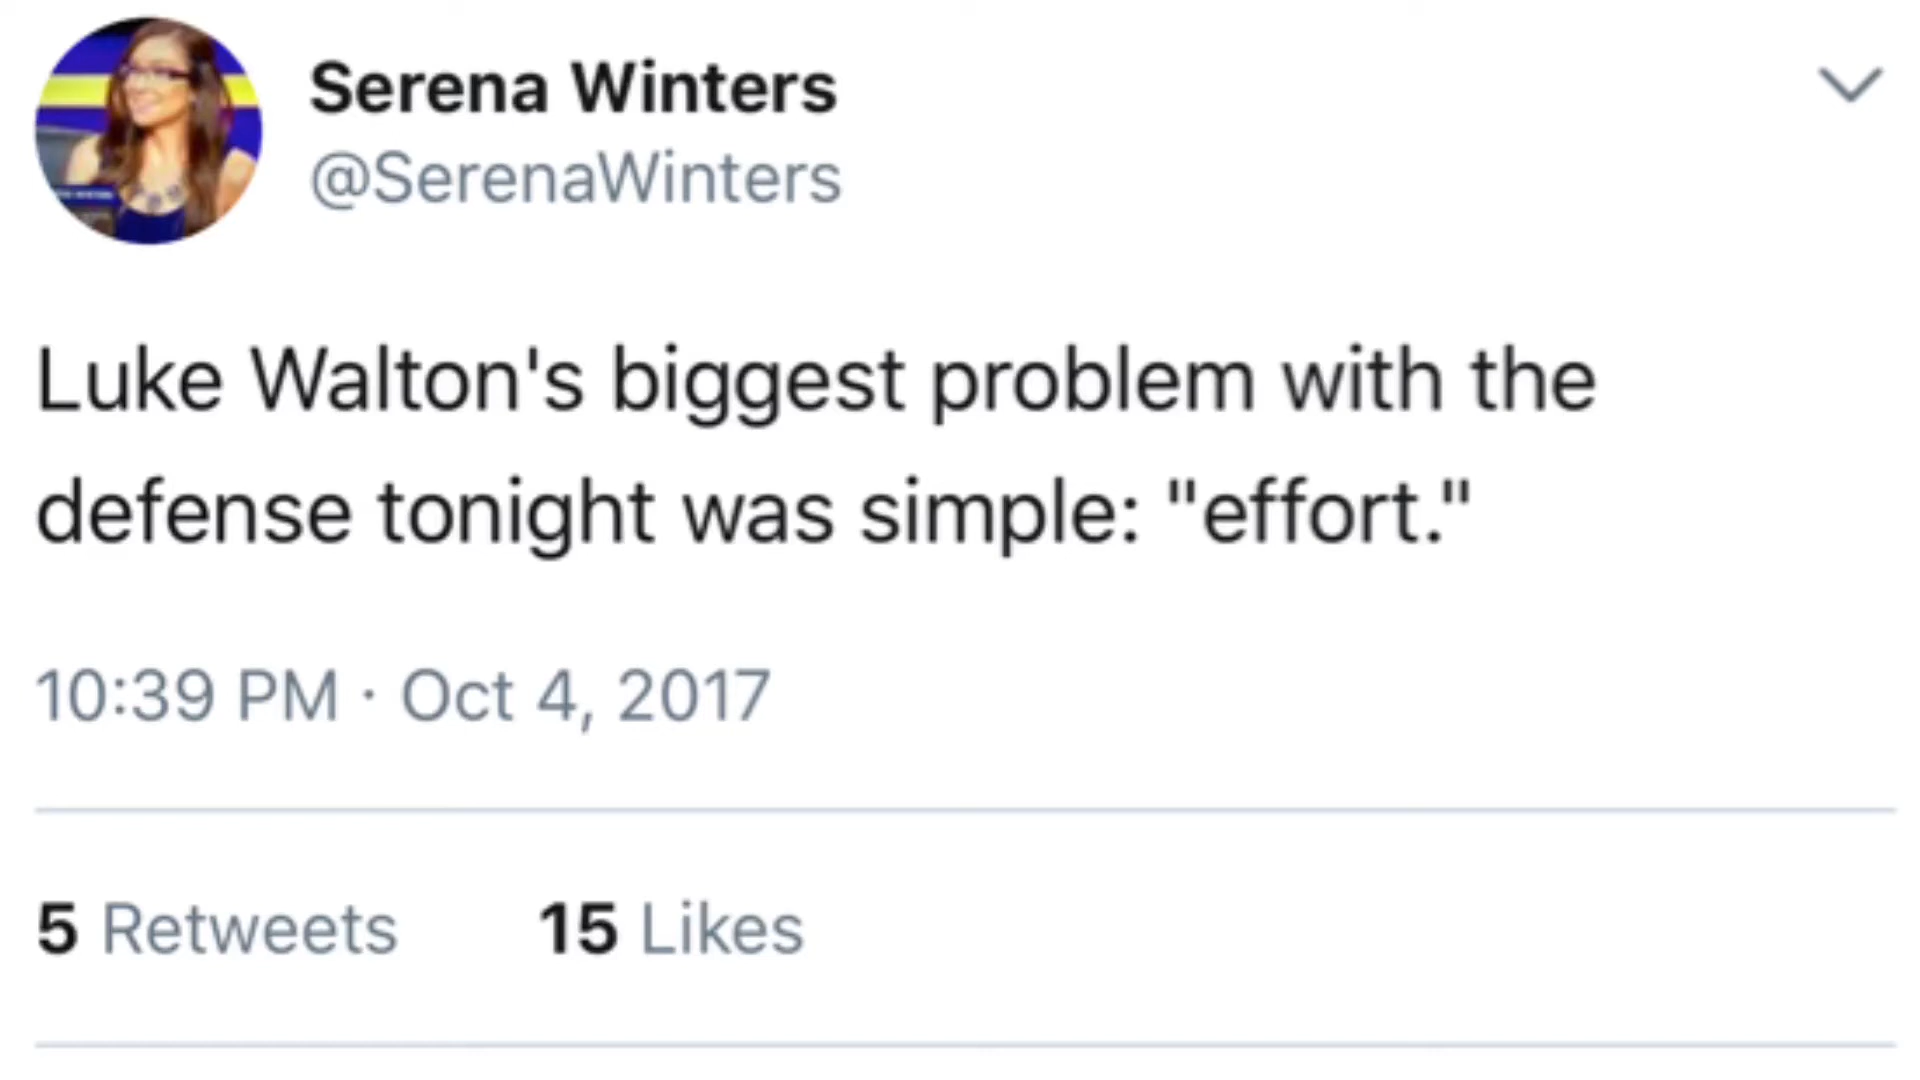 Serena Winters
@SerenaWinters
Luke Walton's biggest problem with the
defense tonight was simple: "effort."
10:39 PM · Oct 4, 2017
5 Retweets 15 Likes